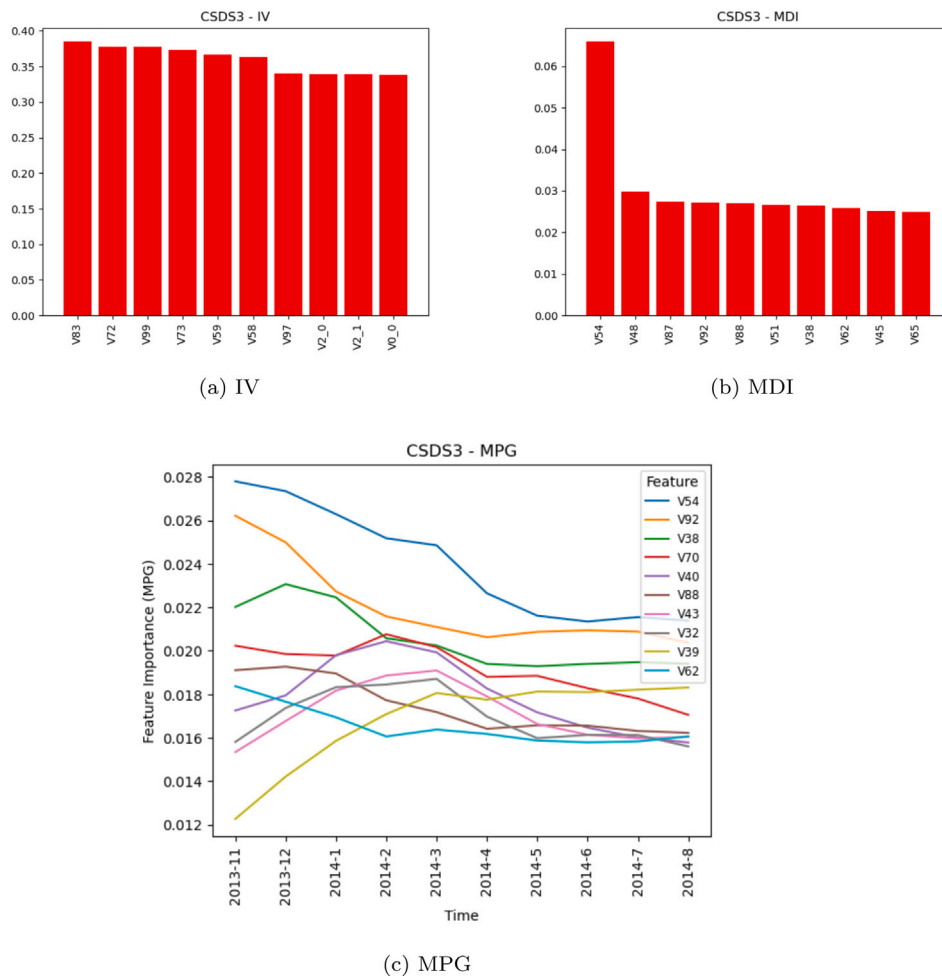 CSDS3 - IV
0.40
0.35
0.30
0.25
0.20
0.15
0.10
0.05
0.00
V83 V72 V99 V73 V59 V58 V97 V2_0 V2_1 V0_0
(a) IV
CSDS3 - MDI
0.06
0.05
0.04
0.03
0.02
0.01
0.00
V54 V48 V87 V92 V88 V51 V38 V62 V45 V65
(b) MDI
CSDS3 - MPG
Feature Importance (MPG)
0.028
0.026
0.024
0.022
0.020
0.018
0.016
0.014
0.012
Feature
V54
V92
V38
V70
V40
V88
V43
V32
V39
V62
2013-11 2013-12 2014-1 2014-2 2014-3 2014-4 2014-5 2014-6 2014-7 2014-8
Time
(c) MPG